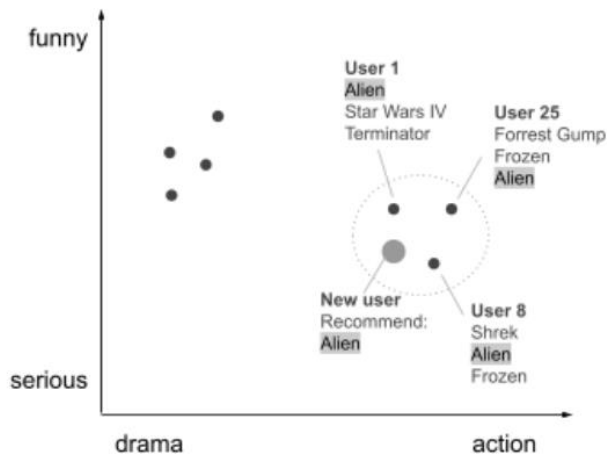 funny
User 1
Alien
Star Wars IV
Terminator
User 25
Forrest Gump
Frozen
Alien
New user
Recommend:
Alien
User 8
Shrek
Alien
Frozen
serious
drama
action